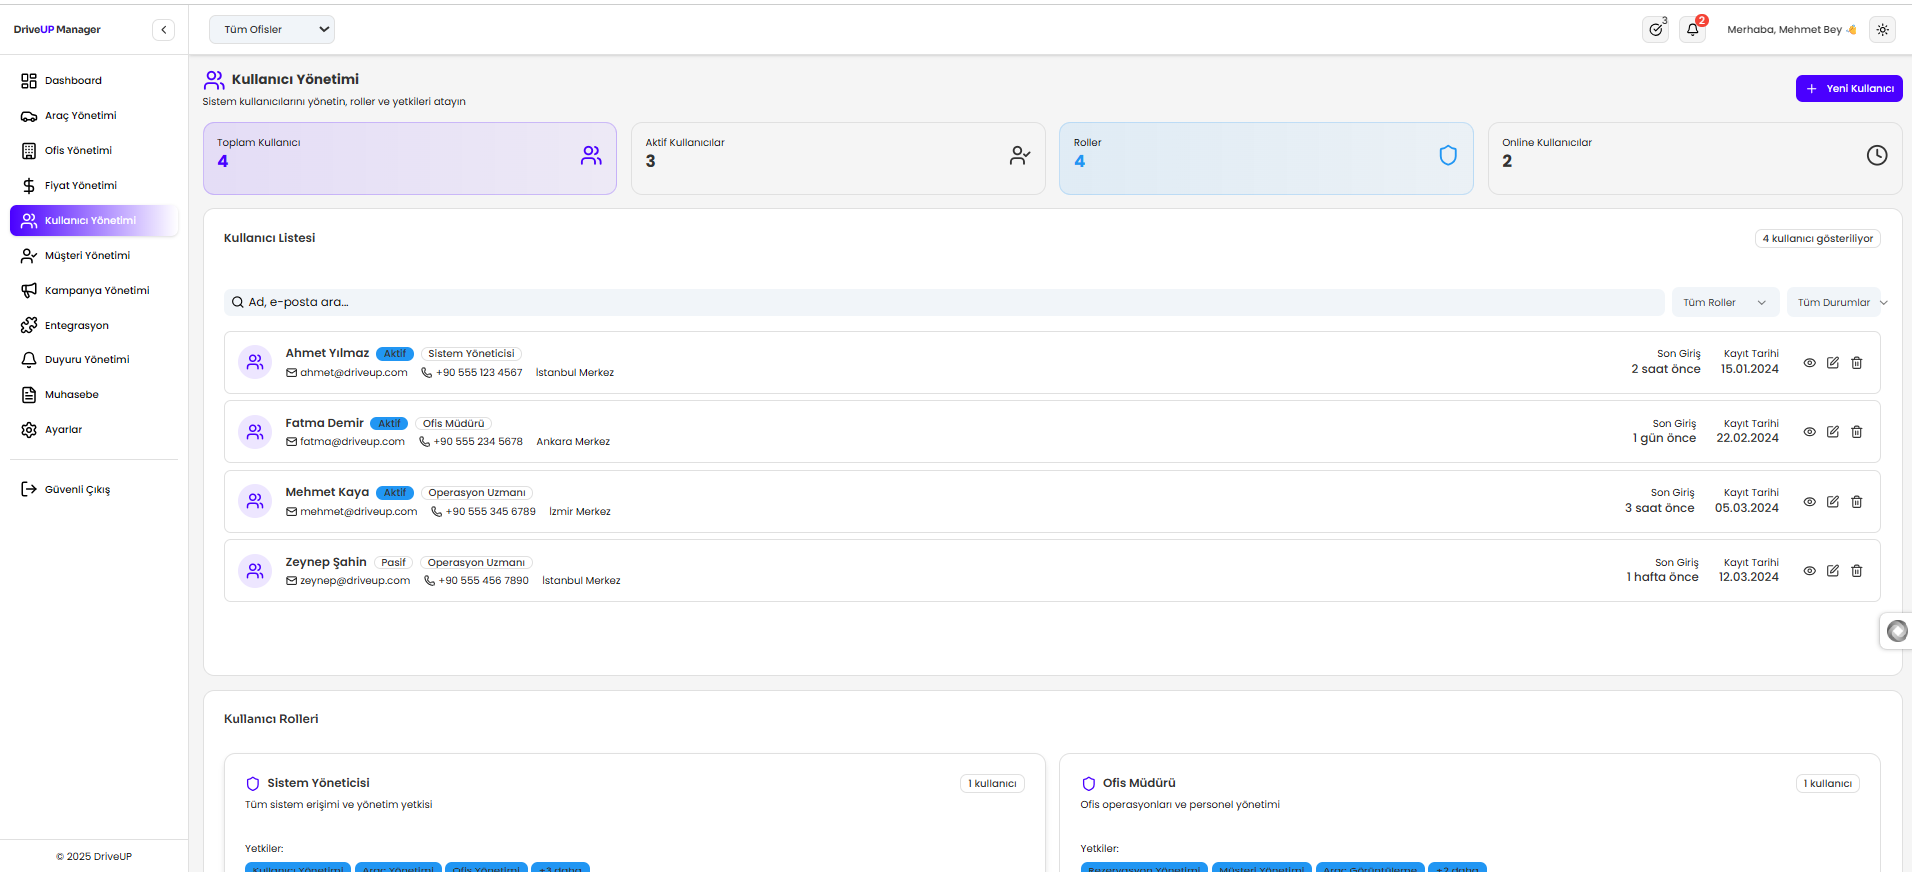 DriveUP Manager
Tüm Ofisler
3
2
Merhaba, Mehmet Bey 👋
Dashboard
Araç Yönetimi
Ofis Yönetimi
Fiyat Yönetimi
Kullanıcı Yönetimi
Müşteri Yönetimi
Kampanya Yönetimi
Entegrasyon
Duyuru Yönetimi
Muhasebe
Ayarlar
Güvenli Çıkış
© 2025 DriveUP
Kullanıcı Yönetimi
Sistem kullanıcılarını yönetin, roller ve yetkileri atayın
+ Yeni Kullanıcı
Toplam Kullanıcı
4
Aktif Kullanıcılar
3
Roller
4
Online Kullanıcılar
2
Kullanıcı Listesi
4 kullanıcı gösteriliyor
Ad, e-posta ara...
Tüm Roller
Tüm Durumlar
Ahmet Yılmaz Aktif Sistem Yöneticisi
ahmet@driveup.com +90 555 123 4567 İstanbul Merkez
Son Giriş Kayıt Tarihi
2 saat önce 15.01.2024
Fatma Demir Aktif Ofis Müdürü
fatma@driveup.com +90 555 234 5678 Ankara Merkez
Son Giriş Kayıt Tarihi
1 gün önce 22.02.2024
Mehmet Kaya Aktif Operasyon Uzmanı
mehmet@driveup.com +90 555 345 6789 İzmir Merkez
Son Giriş Kayıt Tarihi
3 saat önce 05.03.2024
Zeynep Şahin Pasif Operasyon Uzmanı
zeynep@driveup.com +90 555 456 7890 İstanbul Merkez
Son Giriş Kayıt Tarihi
1 hafta önce 12.03.2024
Kullanıcı Rolleri
Sistem Yöneticisi
1 kullanıcı
Tüm sistem erişimi ve yönetim yetkisi
Yetkiler:
Kullanıcı Yönetimi Araç Yönetimi Ofis Yönetimi +3 daha
Ofis Müdürü
1 kullanıcı
Ofis operasyonları ve personel yönetimi
Yetkiler:
Rezervasyon Yönetimi Müşteri Yönetimi Araç Görüntüleme +2 daha